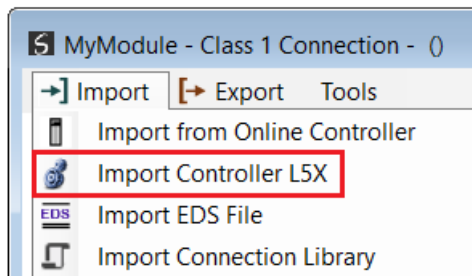 MyModule - Class 1 Connection - ()
Import Export Tools
Import from Online Controller
Import Controller L5X
EDS Import EDS File
Import Connection Library